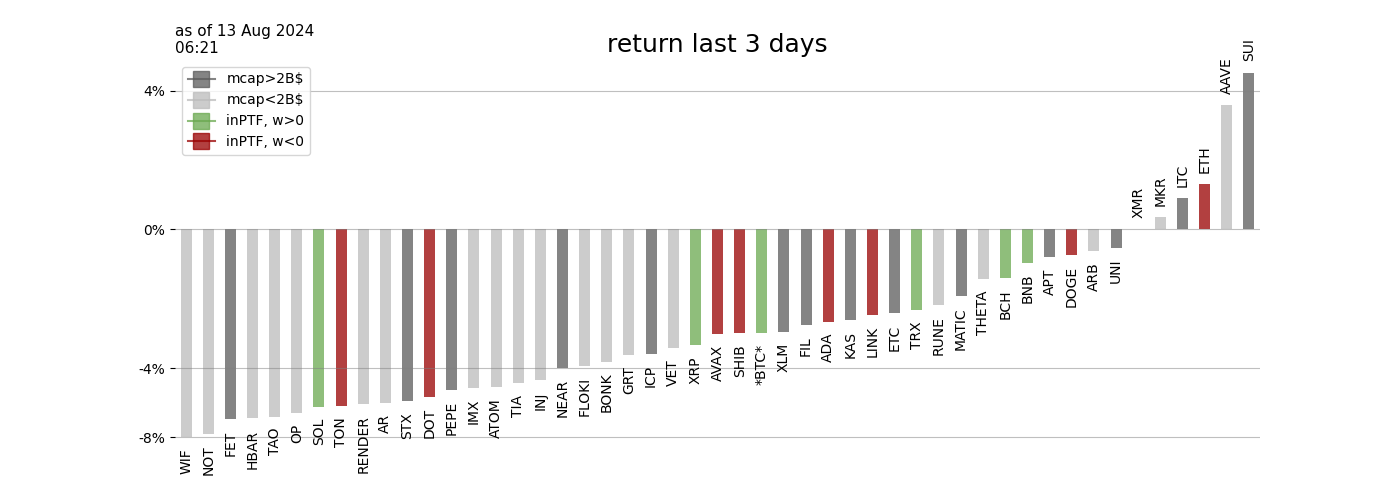 as of 13 Aug 2024
06:21
return last 3 days
mcap>2B$
mcap<2B$
inPTF, w>0
inPTF, w<0
4%
0%
-4%
-8%
WIF
NOT
FET
HBAR
TAO
OP
SOL
TON
RENDER
AR
STX
DOT
PEPE
IMX
ATOM
TIA
INJ
NEAR
FLOKI
BONK
GRT
ICP
VET
XRP
AVAX
SHIB
*BTC*
XLM
FIL
ADA
KAS
LINK
ETC
TRX
RUNE
MATIC
THETA
BCH
BNB
APT
DOGE
ARB
UNI
XMR
MKR
LTC
ETH
AAVE
SUI